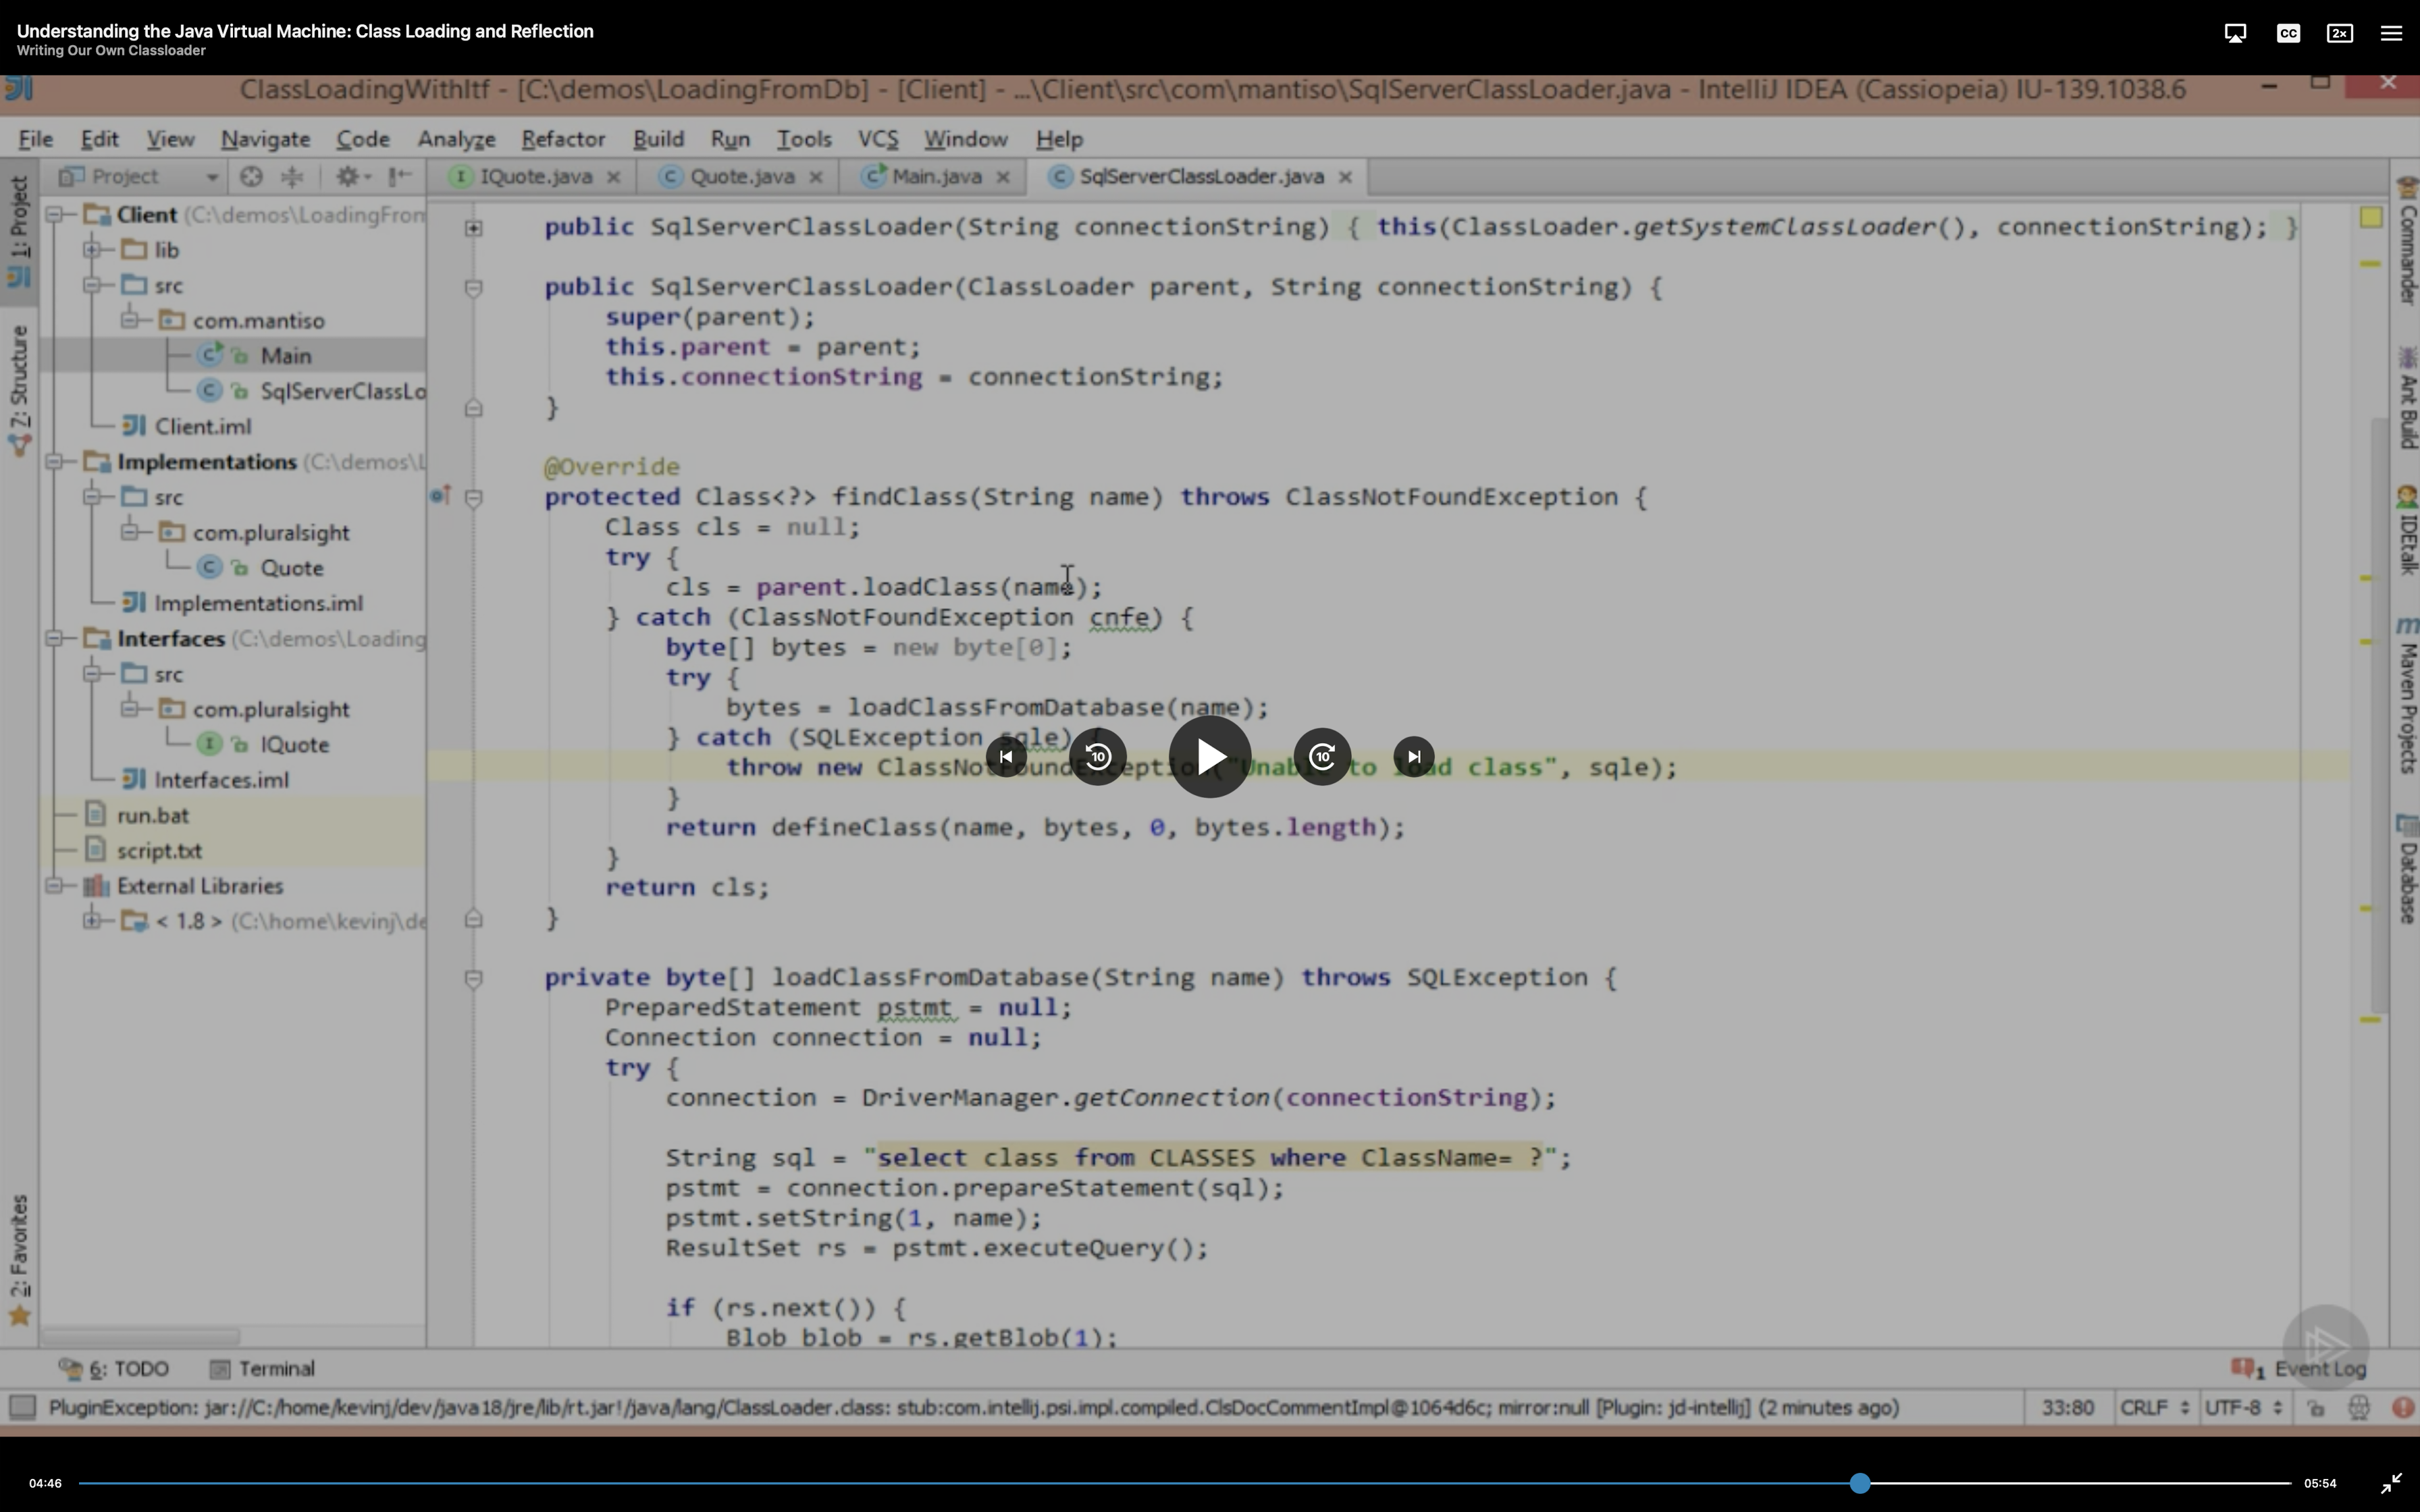 Understanding the Java Virtual Machine: Class Loading and Reflection
Writing Our Own Classloader
CC
2x
ClassLoadingWithItf - [C:\demos\LoadingFromDb] - [Client] - ...\Client\src\com\mantiso\SqlServerClassLoader.java - IntelliJ IDEA (Cassiopeia) IU-139.1038.6
File Edit View Navigate Code Analyze Refactor Build Run Tools VCS Window Help
Project
IQuote.java
Quote.java
Main.java
SqlServerClassLoader.java
1: Project
7: Structure
2: Favorites
Client (C:\demos\LoadingFrom
lib
src
com.mantiso
Main
SqlServerClassLo
Client.iml
Implementations (C:\demos\L
src
com.pluralsight
Quote
Implementations.iml
Interfaces (C:\demos\Loading
src
com.pluralsight
IQuote
Interfaces.iml
run.bat
script.txt
External Libraries
< 1.8 > (C:\home\kevinj\de
public SqlServerClassLoader(String connectionString) { this(ClassLoader.getSystemClassLoader(), connectionString); }
public SqlServerClassLoader(ClassLoader parent, String connectionString) {
super(parent);
this.parent = parent;
this.connectionString = connectionString;
}
@Override
protected Class<?> findClass(String name) throws ClassNotFoundException {
Class cls = null;
try {
cls = parent.loadClass(name);
} catch (ClassNotFoundException cnfe) {
byte[] bytes = new byte[0];
try {
bytes = loadClassFromDatabase(name);
} catch (SQLException sqle) {
throw new ClassNotFoundException("Unable to load class", sqle);
}
return defineClass(name, bytes, 0, bytes.length);
}
return cls;
}
private byte[] loadClassFromDatabase(String name) throws SQLException {
PreparedStatement pstmt = null;
Connection connection = null;
try {
connection = DriverManager.getConnection(connectionString);
String sql = "select class from CLASSES where ClassName= ?";
pstmt = connection.prepareStatement(sql);
pstmt.setString(1, name);
ResultSet rs = pstmt.executeQuery();
if (rs.next()) {
Blob blob = rs.getBlob(1);
10
10
Commander
Ant Build
IDEtalk
Maven Projects
Database
6: TODO
Terminal
1 Event Log
PluginException: jar://C:/home/kevinj/dev/java18/jre/lib/rt.jar!/java/lang/ClassLoader.class: stub:com.intellij.psi.impl.compiled.ClsDocCommentImpl@1064d6c; mirror:null [Plugin: jd-intellij] (2 minutes ago)
33:80
CRLF
UTF-8
04:46
05:54